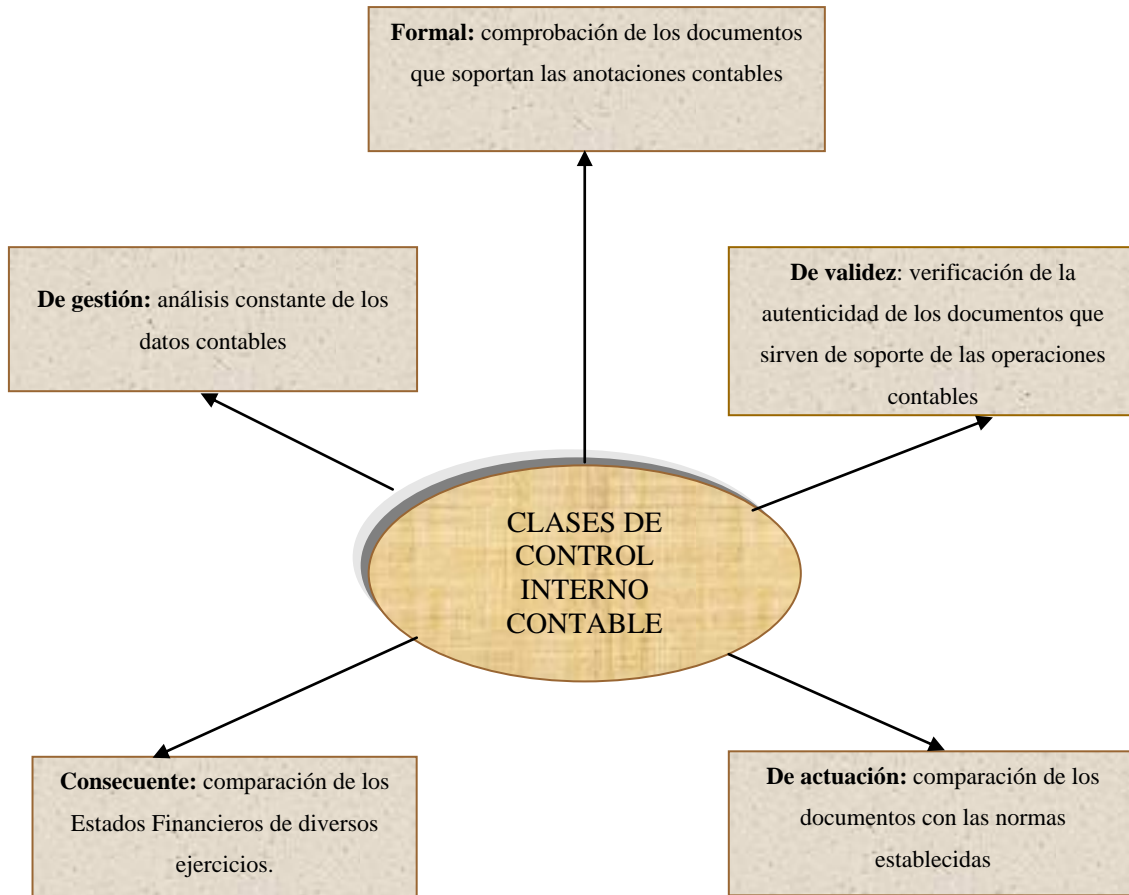 Formal: comprobación de los documentos
que soportan las anotaciones contables
De gestión: análisis constante de los
datos contables
De validez: verificación de la
autenticidad de los documentos que
sirven de soporte de las operaciones
contables
CLASES DE
CONTROL
INTERNO
CONTABLE
Consecuente: comparación de los
Estados Financieros de diversos
ejercicios.
De actuación: comparación de los
documentos con las normas
establecidas